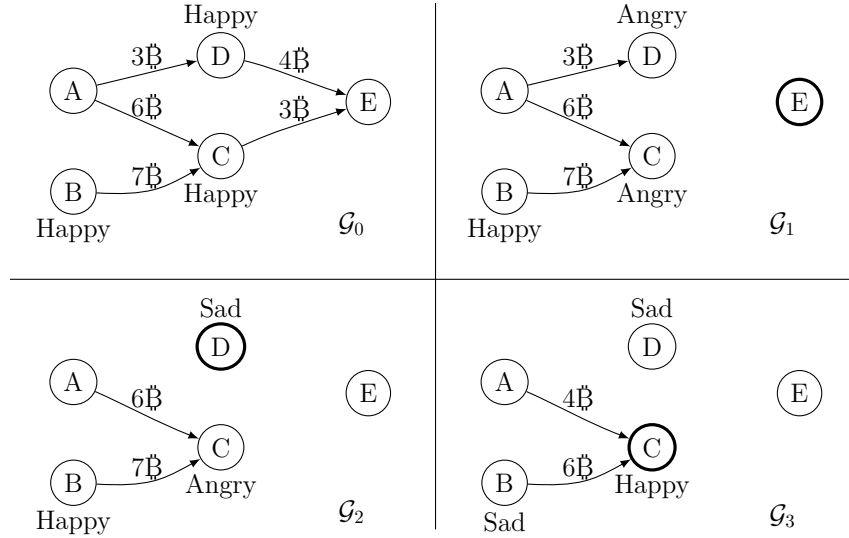 Happy
3₿ D 4₿
A E
6₿ 3₿
C
7₿
B Happy
Happy
G₀
Angry
3₿ D
A E
6₿
C
7₿
B Angry
Happy
G₁
Sad
D
A E
6₿
C
7₿
B Angry
Happy
G₂
Sad
D
A E
4₿
C
6₿
B Happy
Sad
G₃